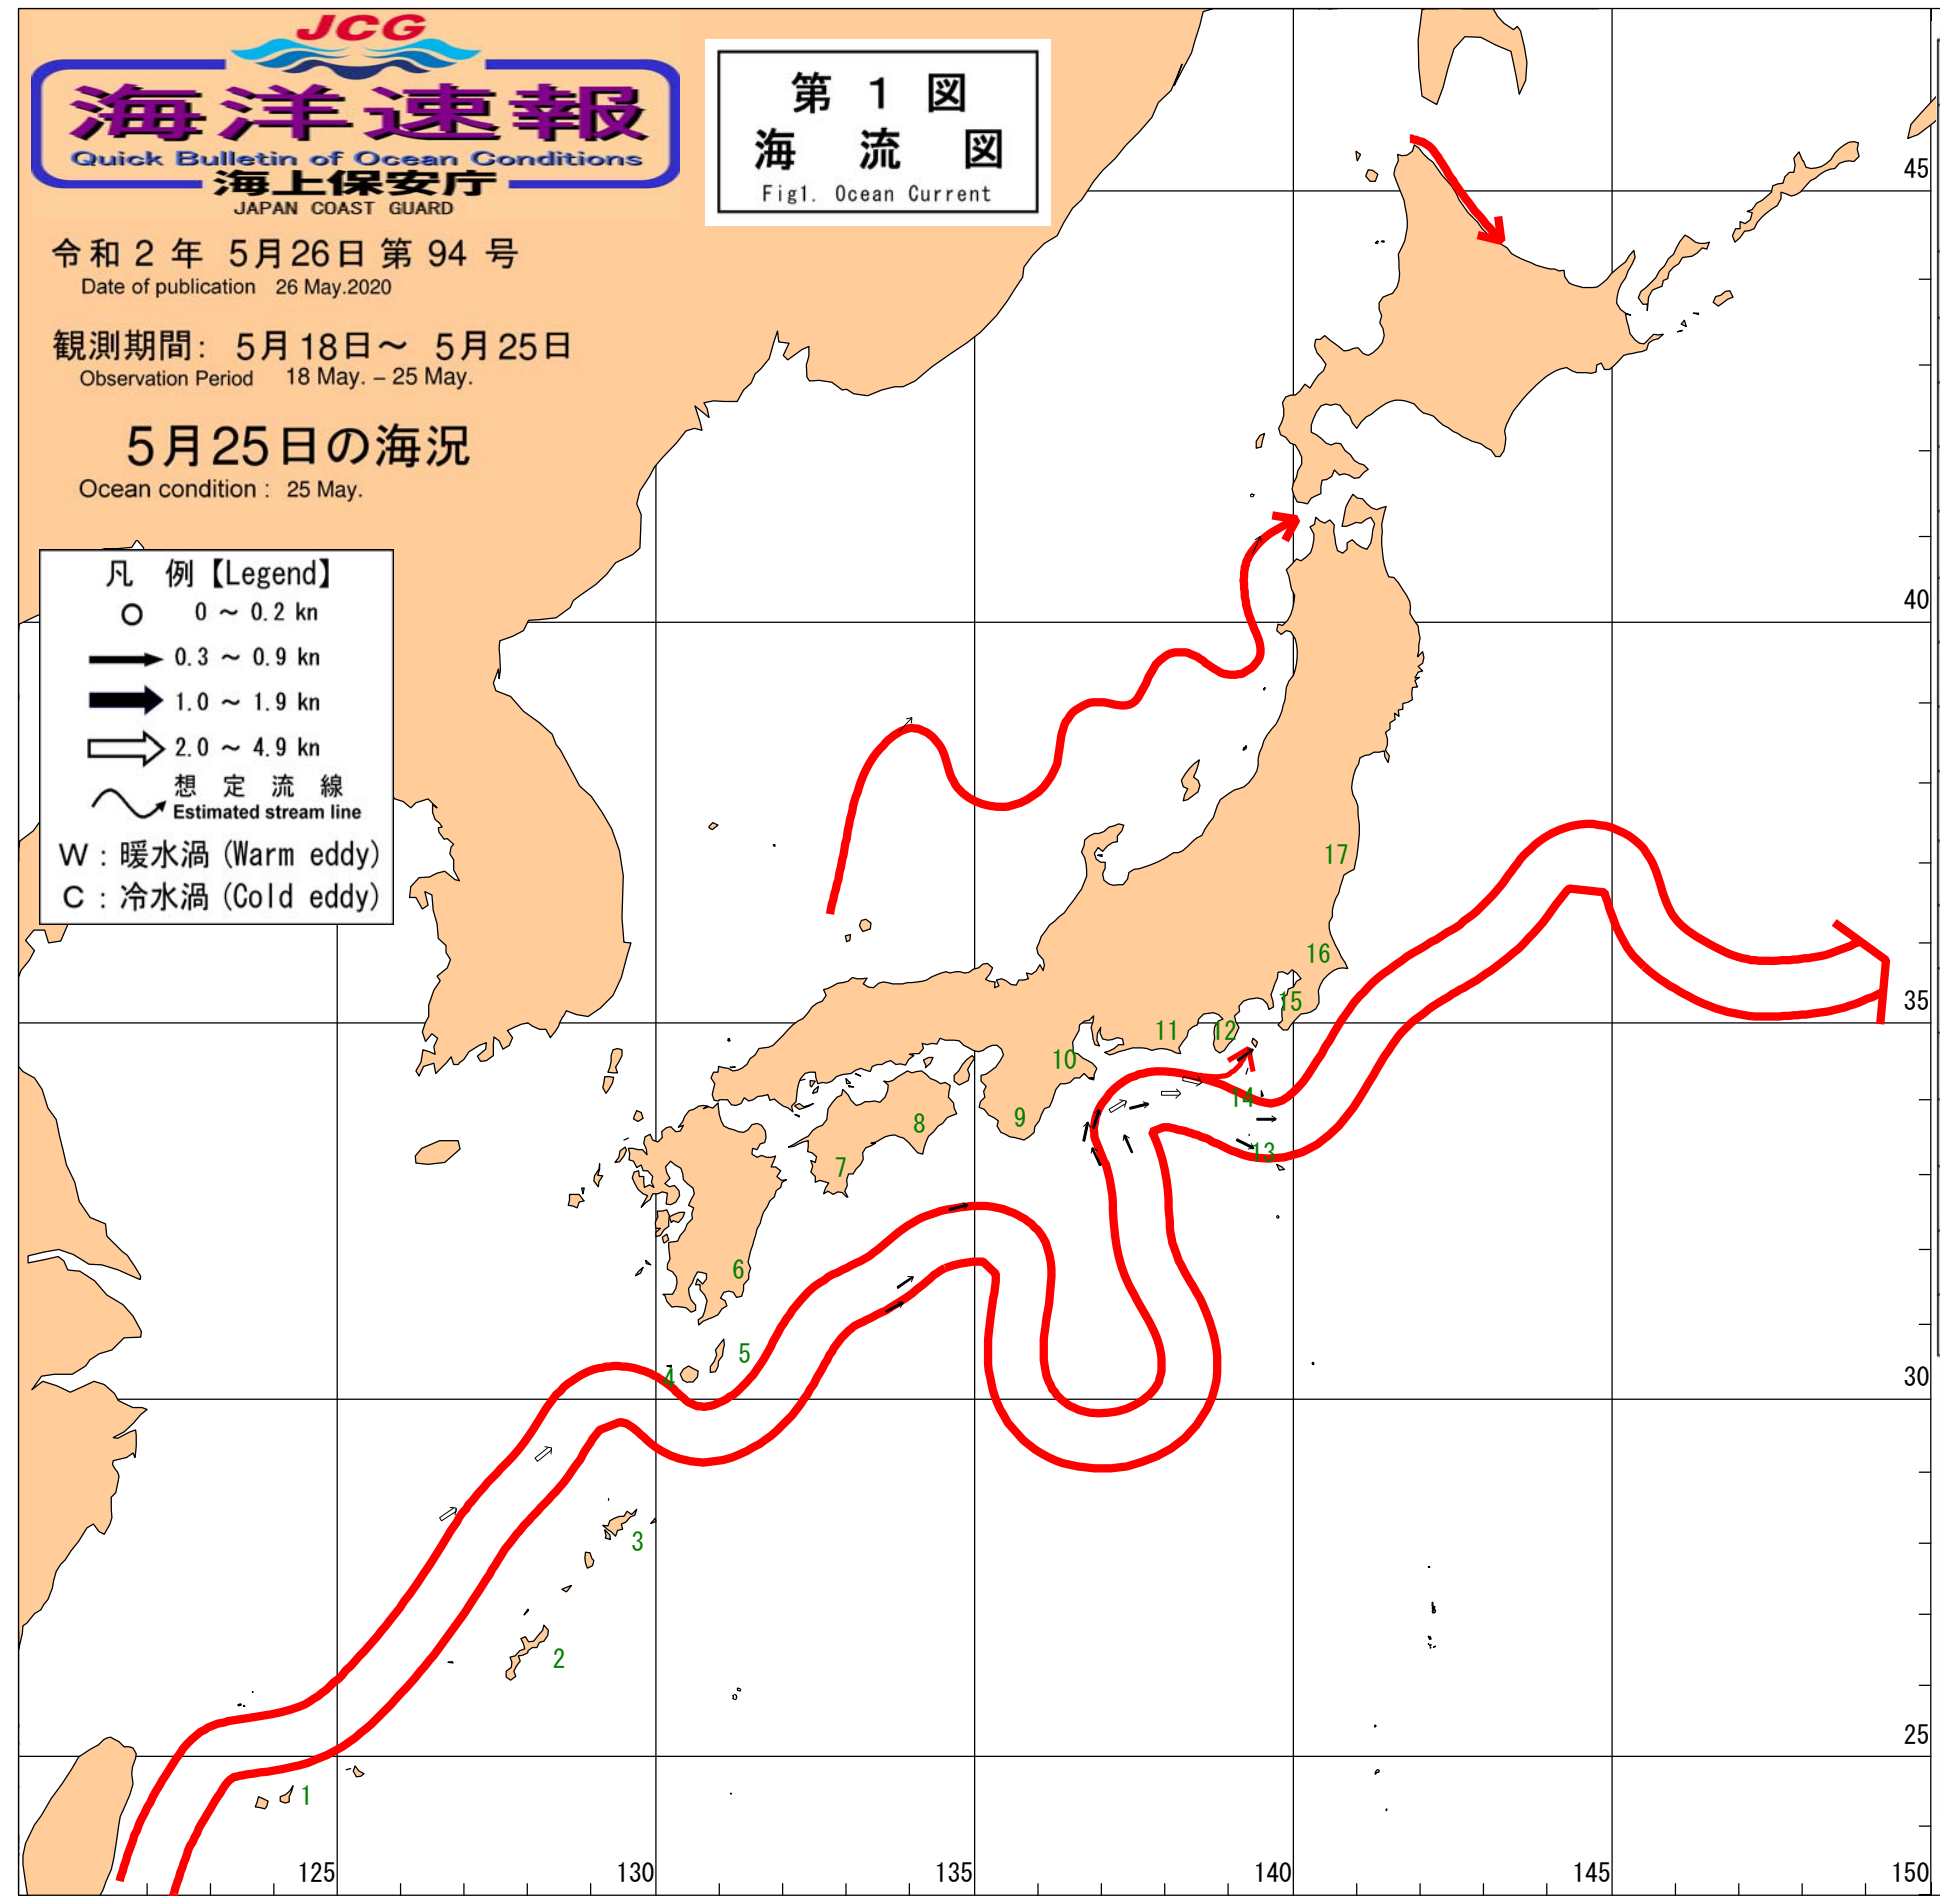 JCG
海洋速報
Quick Bulletin of Ocean Conditions
海上保安庁
JAPAN COAST GUARD
令和 2 年 5月26日 第 94 号
Date of publication 26 May.2020
観測期間: 5月18日～ 5月25日
Observation Period 18 May. – 25 May.
5月25日の海況
Ocean condition : 25 May.
第 1 図
海 流 図
Fig1. Ocean Current
凡 例【Legend】
0 ～ 0.2 kn
0.3 ～ 0.9 kn
1.0 ～ 1.9 kn
2.0 ～ 4.9 kn
想 定 流 線
Estimated stream line
W : 暖水渦 (Warm eddy)
C : 冷水渦 (Cold eddy)
45
40
17
16
35
15
12
11
10
14
9
8
13
7
6
5
4
30
3
2
25
1
125
130
135
140
145
150